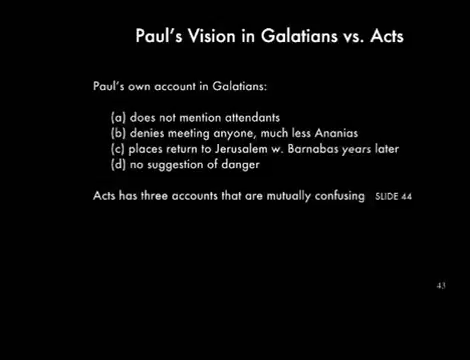 Paul's Vision in Galatians vs. Acts
Paul's own account in Galatians:
(a) does not mention attendants
(b) denies meeting anyone, much less Ananias
(c) places return to Jerusalem w. Barnabas years later
(d) no suggestion of danger
Acts has three accounts that are mutually confusing SLIDE 44
43